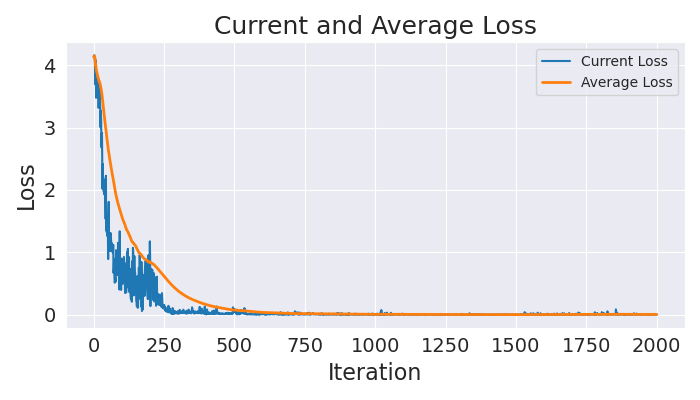 Current and Average Loss
Current Loss
Average Loss
Loss
4
3
2
1
0
0 250 500 750 1000 1250 1500 1750 2000
Iteration